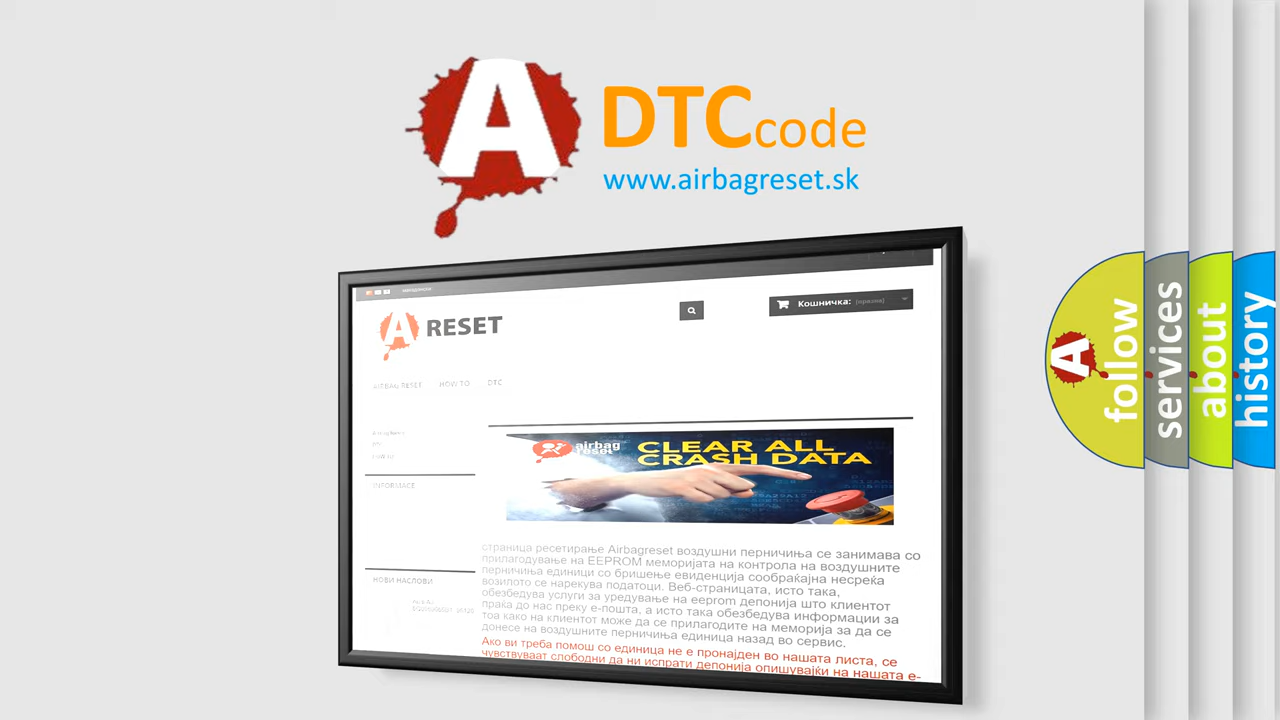 A
DTCcode
www.airbagreset.sk
Кошничка: (празна)
A RESET
AIRBAG RESET HOW TO DTC
airbag
reset
CLEAR ALL
CRASH DATA
INFORMACE
НОВИ НАСЛОВИ
страница ресетирање Airbagreset воздушни перничиња се занимава со
прилагодување на EEPROM меморијата на контрола на воздушните
перничиња единици со бришење евиденција сообраќајна несреќа
возилото се нарекува податоци. Веб-страницата, исто така,
обезбедува услуги за уредување на eeprom депонија што клиентот
праќа до нас преку е-пошта, а исто така обезбедува информации за
тоа како на клиентот може да се прилагодите на меморија за да се
донесе на воздушните перничиња единица назад во сервис.
Ако ви треба помош со единица не е пронајден во нашата листа, се
чувствуваат слободни да ни испрати депонија опишувајќи на нашата е-
A
follow
services
about
history